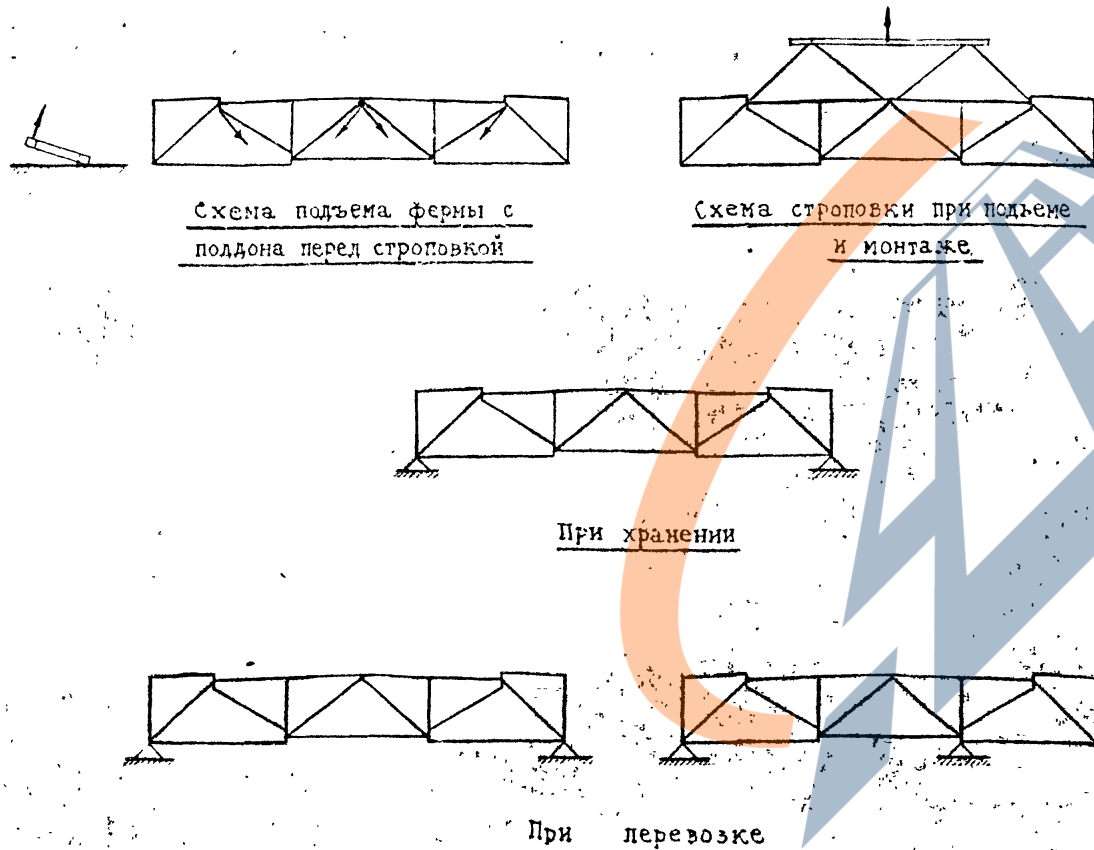 Схема подъема фермы с
поддона перед строповкой
Схема строповки при подъеме
и монтаже
При хранении
При перевозке